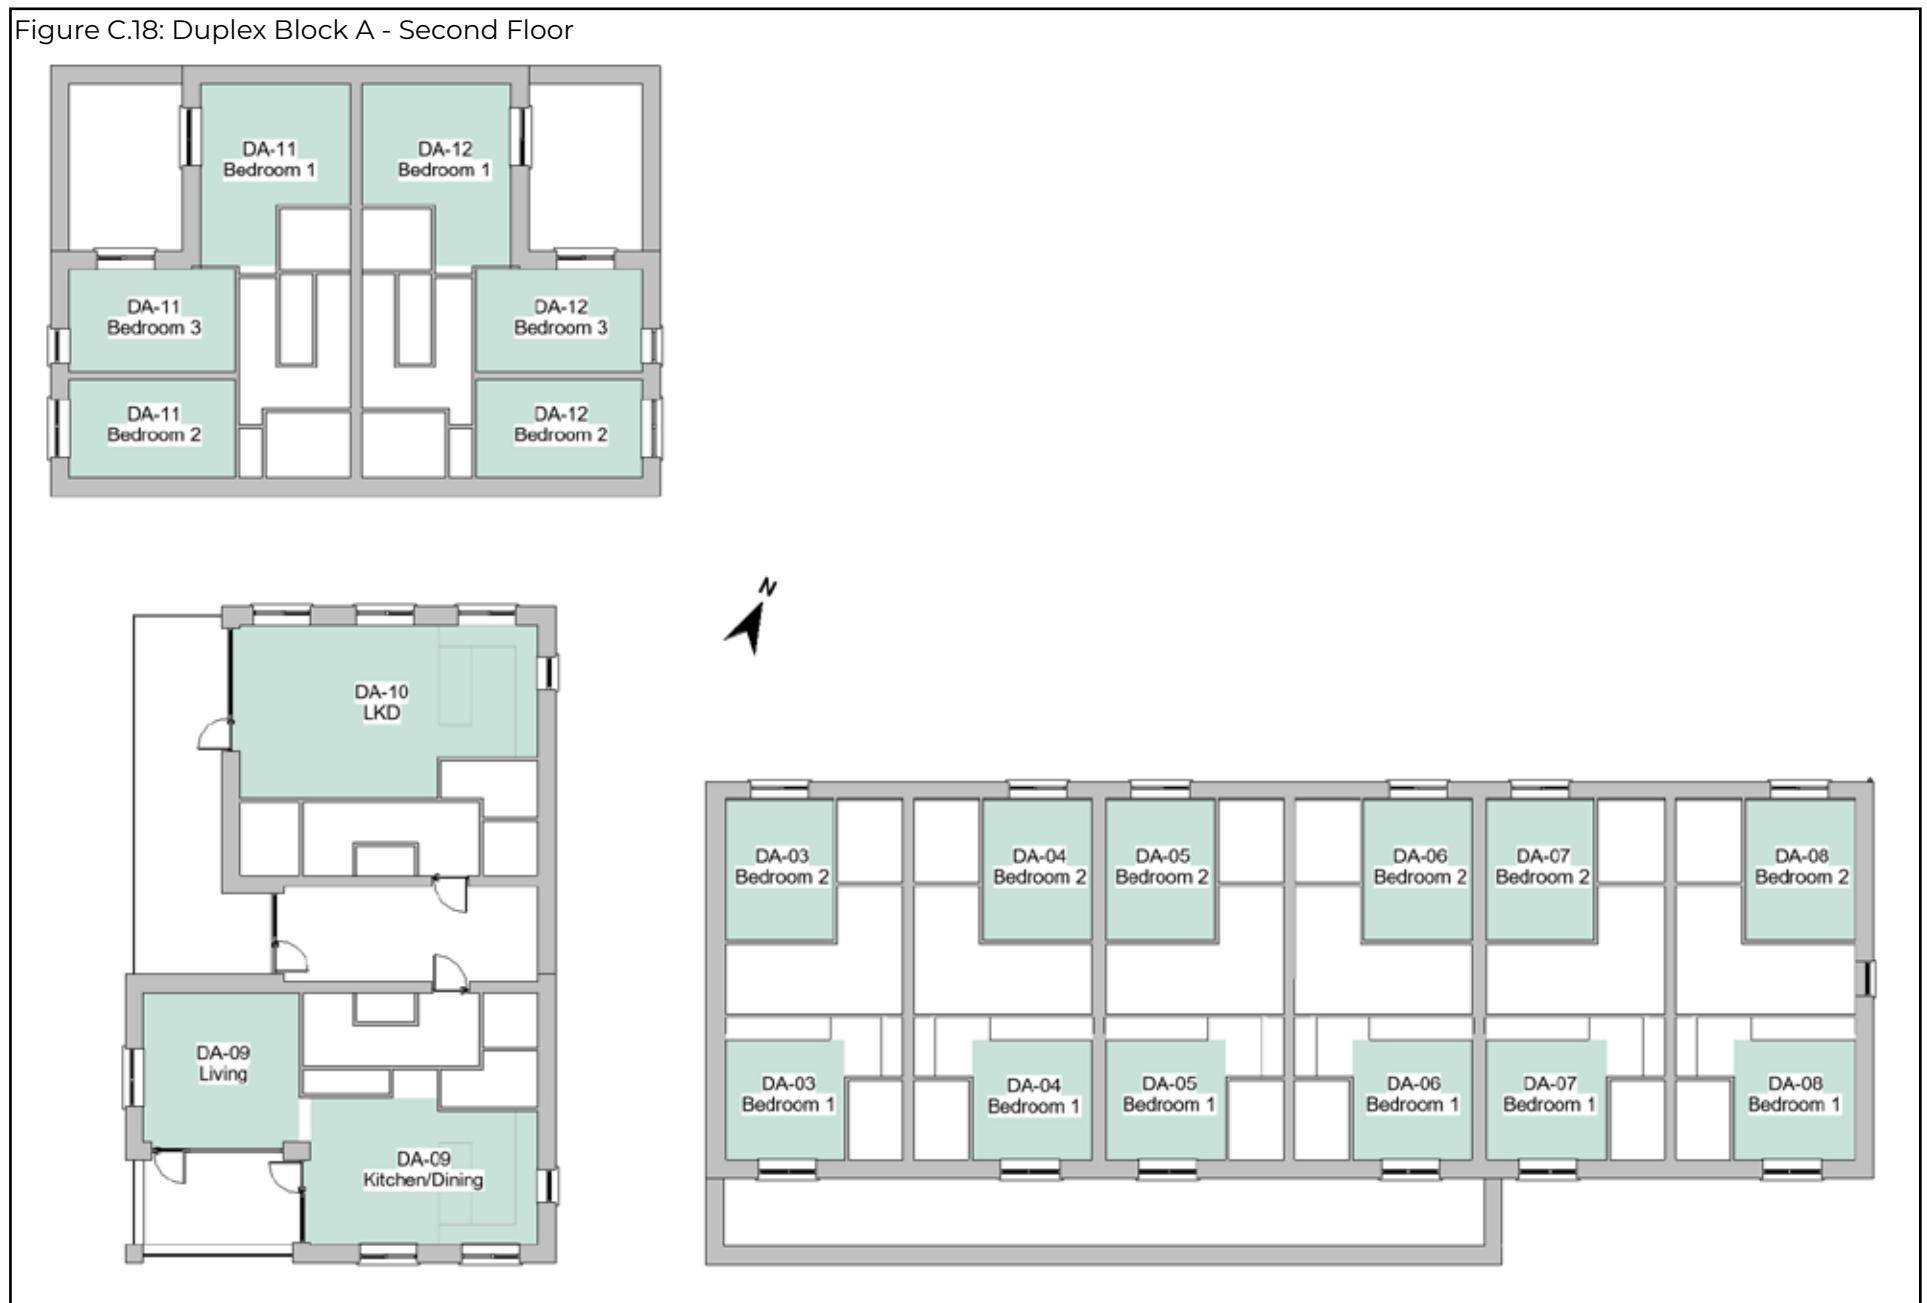 Figure C.18: Duplex Block A - Second Floor
DA-11
Bedroom 1
DA-12
Bedroom 1
DA-11
Bedroom 3
DA-12
Bedroom 3
DA-11
Bedroom 2
DA-12
Bedroom 2
N
DA-10
LKD
DA-09
Living
DA-09
Kitchen/Dining
DA-03
Bedroom 2
DA-04
Bedroom 2
DA-05
Bedroom 2
DA-06
Bedroom 2
DA-07
Bedroom 2
DA-08
Bedroom 2
DA-03
Bedroom 1
DA-04
Bedroom 1
DA-05
Bedroom 1
DA-06
Bedroom 1
DA-07
Bedroom 1
DA-08
Bedroom 1